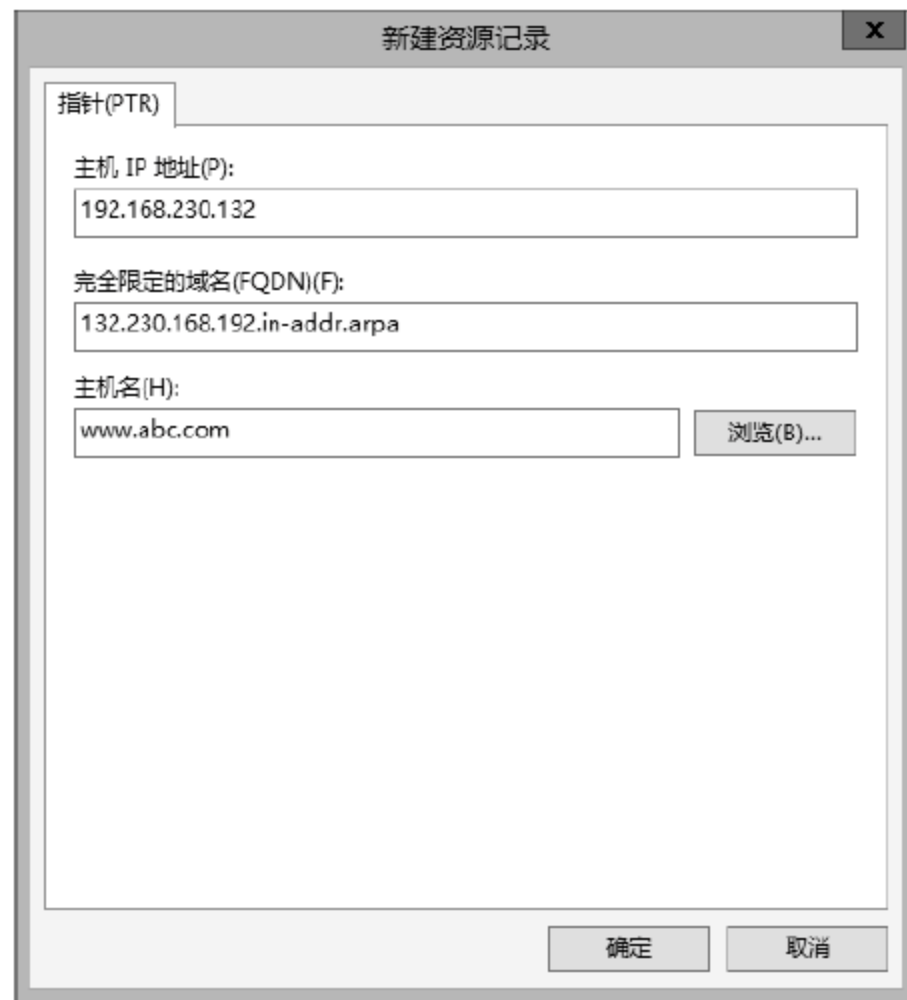 新建资源记录
X
指针(PTR)
主机 IP 地址(P):
192.168.230.132
完全限定的域名(FQDN)(F):
132.230.168.192.in-addr.arpa
主机名(H):
www.abc.com
浏览(B)...
确定
取消